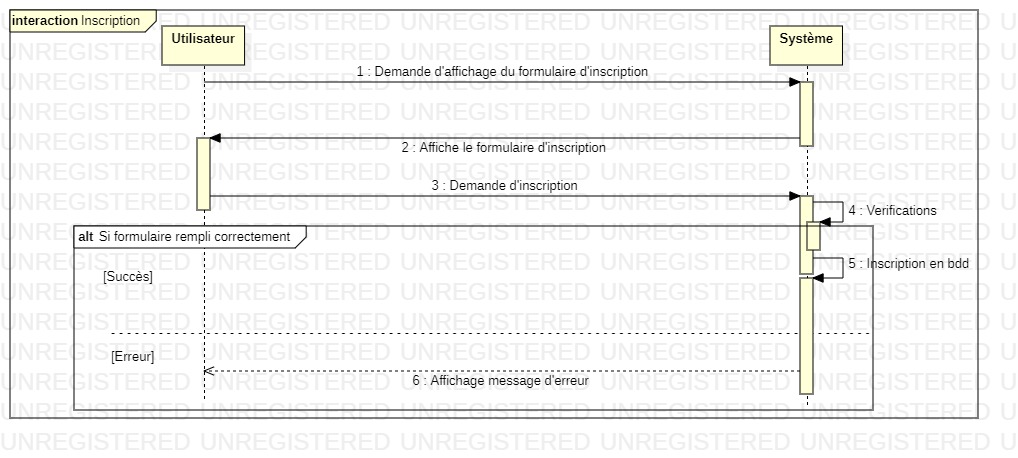 interaction Inscription
Utilisateur
Système
1 : Demande d'affichage du formulaire d'inscription
2 : Affiche le formulaire d'inscription
3 : Demande d'inscription
4 : Verifications
alt Si formulaire rempli correctement
5 : Inscription en bdd
[Succès]
[Erreur]
6 : Affichage message d'erreur
UNREGISTERED UNREGISTERED UNREGISTERED UNREGISTERED UNREGISTERED U